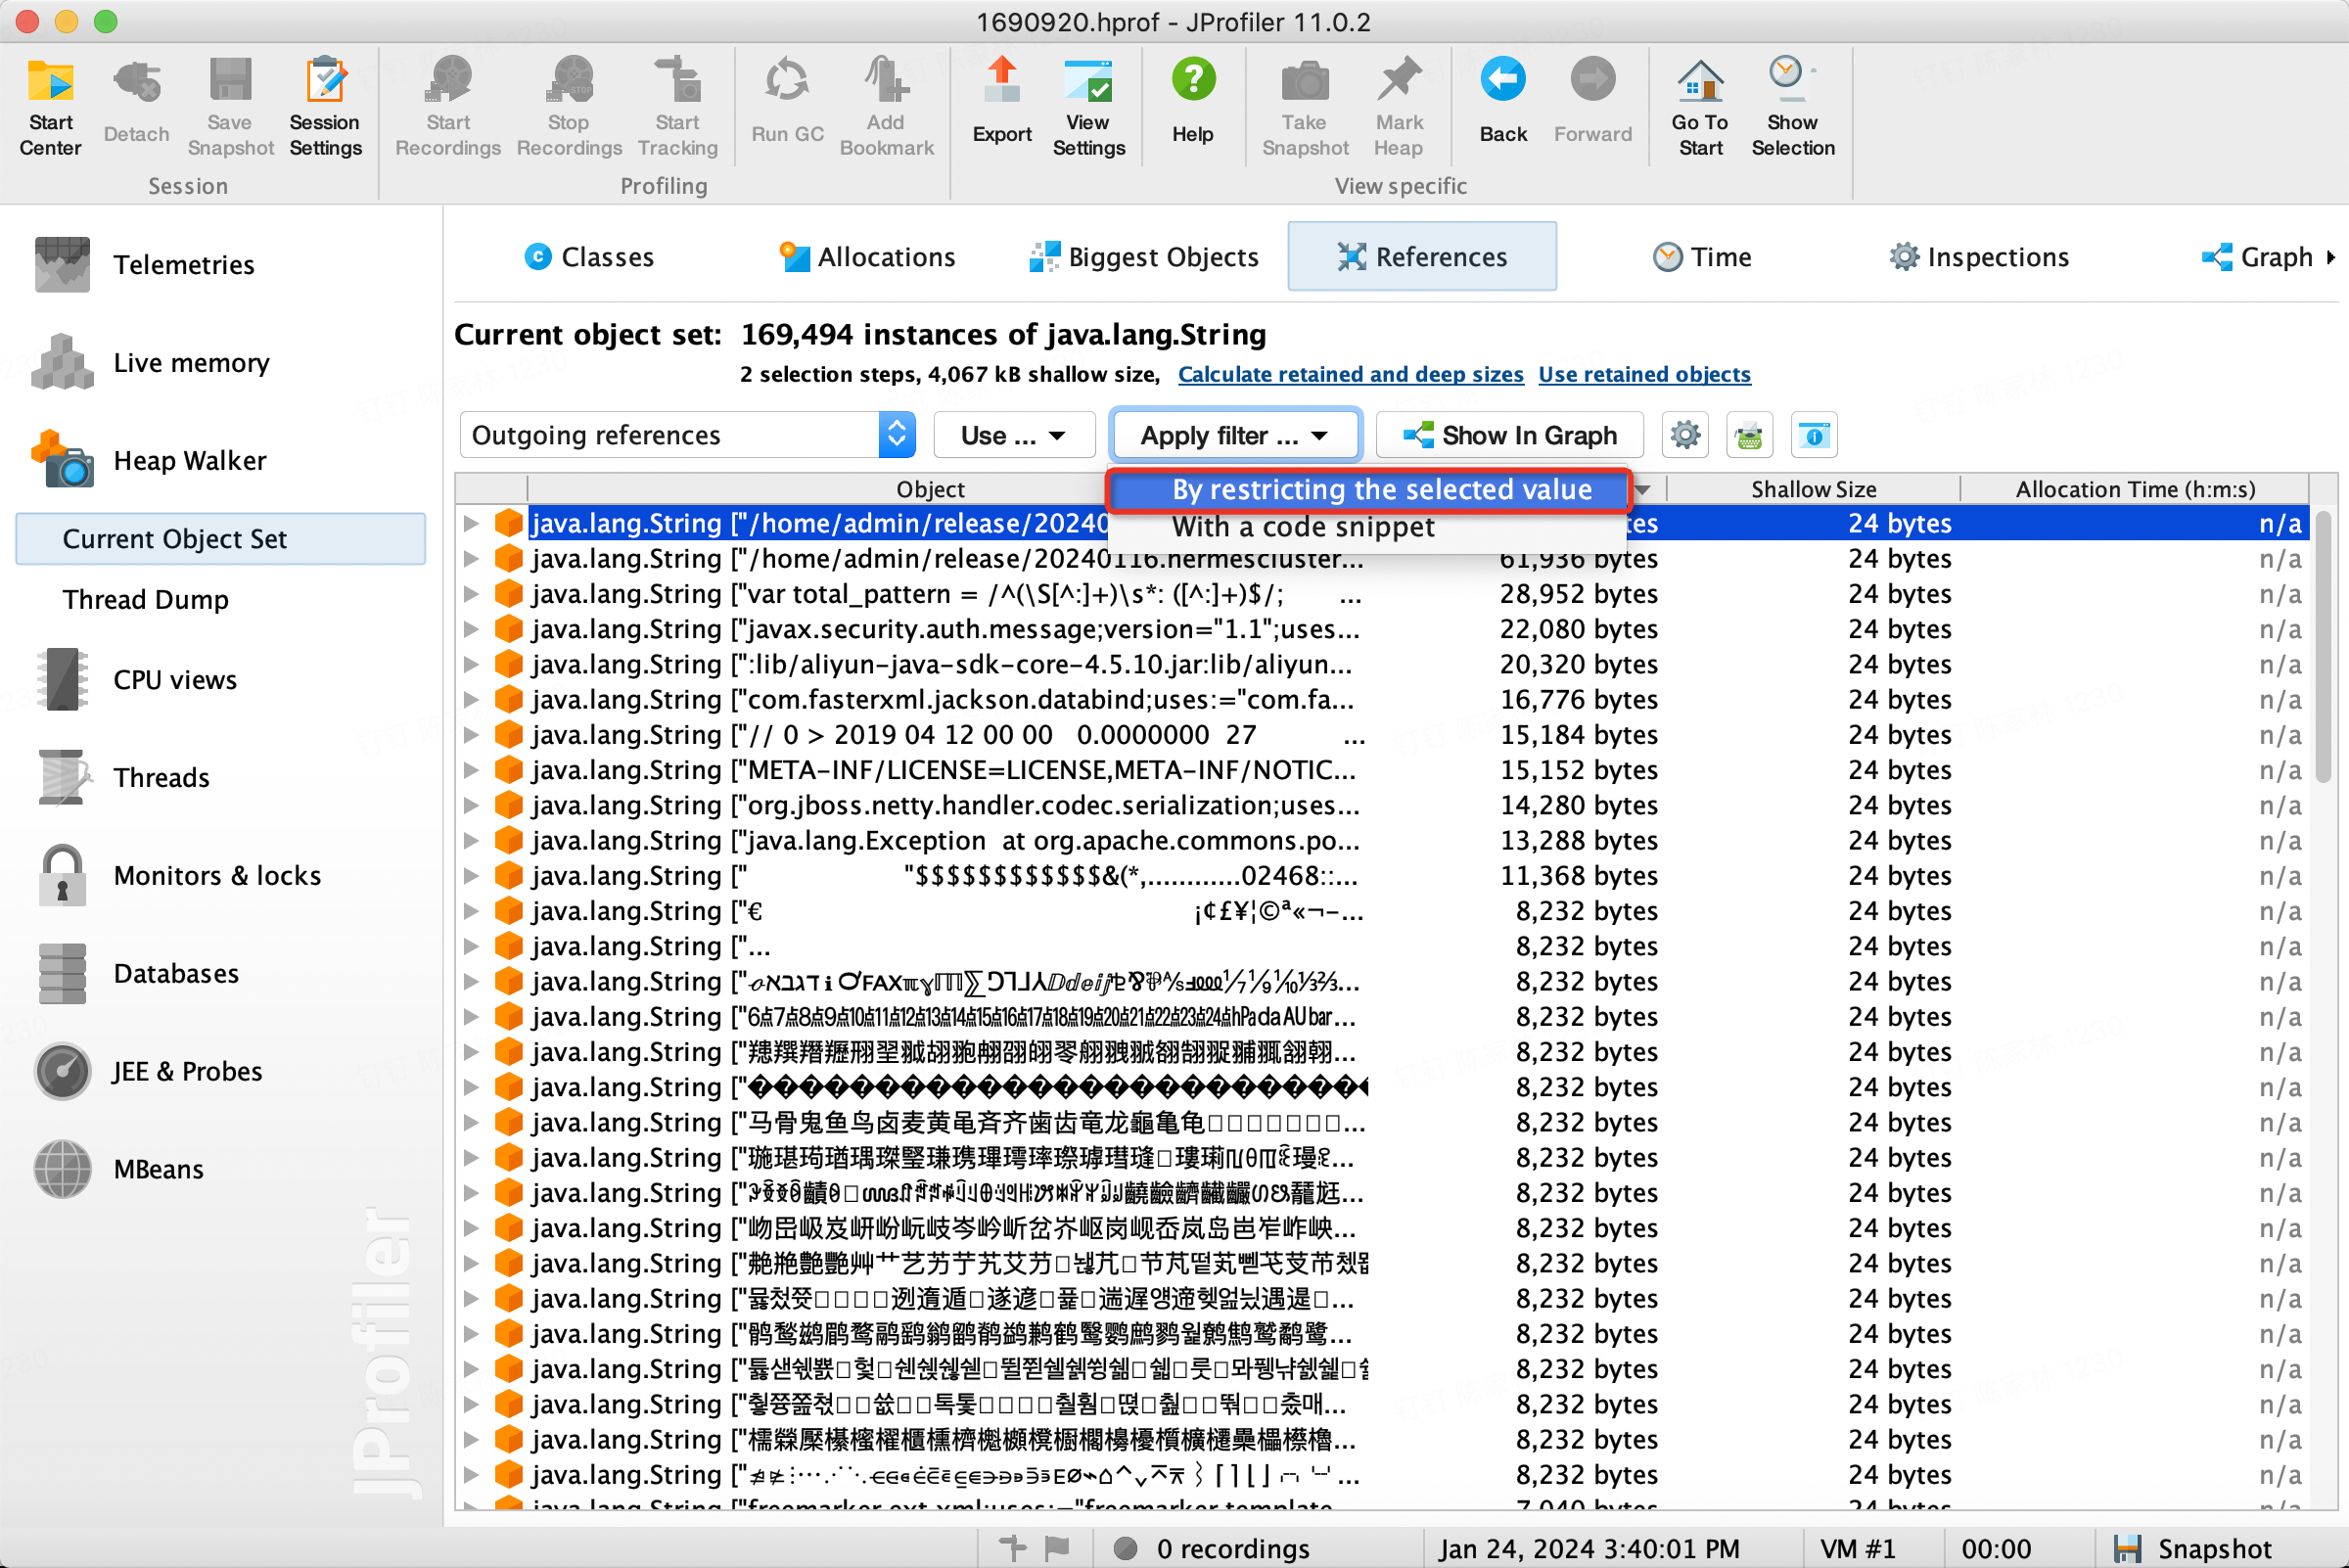 1690920.hprof - JProfiler 11.0.2
Start Center
Detach
Save Snapshot
Session Settings
Start Recordings
Stop Recordings
Start Tracking
Run GC
Add Bookmark
Export
View Settings
Help
Take Snapshot
Mark Heap
Back
Forward
Go To Start
Show Selection
Session
Profiling
View specific
Telemetries
Live memory
Heap Walker
Current Object Set
Thread Dump
CPU views
Threads
Monitors & locks
Databases
JEE & Probes
MBeans
JProfiler
Classes
Allocations
Biggest Objects
References
Time
Inspections
Graph
Current object set: 169,494 instances of java.lang.String
2 selection steps, 4,067 kB shallow size, Calculate retained and deep sizes Use retained objects
Outgoing references
Use ...
Apply filter ...
Show In Graph
By restricting the selected value
With a code snippet
Object Shallow Size Allocation Time (h:m:s)
java.lang.String ["/home/admin/release/20240 24 bytes n/a
java.lang.String ["/home/admin/release/20240116.hermescluster... 61,936 bytes 24 bytes n/a
java.lang.String ["var total_pattern = /^(\S[^:]+)\s*: ([^:]+)$/; ... 28,952 bytes 24 bytes n/a
java.lang.String ["javax.security.auth.message;version="1.1";uses... 22,080 bytes 24 bytes n/a
java.lang.String [":lib/aliyun-java-sdk-core-4.5.10.jar:lib/aliyun... 20,320 bytes 24 bytes n/a
java.lang.String ["com.fasterxml.jackson.databind;uses:="com.fa... 16,776 bytes 24 bytes n/a
java.lang.String ["// 0 > 2019 04 12 00 00 0.0000000 27 ... 15,184 bytes 24 bytes n/a
java.lang.String ["META-INF/LICENSE=LICENSE,META-INF/NOTIC... 15,152 bytes 24 bytes n/a
java.lang.String ["org.jboss.netty.handler.codec.serialization;uses... 14,280 bytes 24 bytes n/a
java.lang.String ["java.lang.Exception at org.apache.commons.po... 13,288 bytes 24 bytes n/a
java.lang.String [" "$$$$$$$$$$$$&(*,............02468::... 11,368 bytes 24 bytes n/a
java.lang.String ["€ ¡¢£¥¦©ª«¬-... 8,232 bytes 24 bytes n/a
java.lang.String ["... 8,232 bytes 24 bytes n/a
java.lang.String [" 8,232 bytes 24 bytes n/a
java.lang.String ["6点7点8点9点10点11点12点13点14点15点16点17点18点19点20点21点22点23点24点hPadaAUbar... 8,232 bytes 24 bytes n/a
java.lang.String [" 8,232 bytes 24 bytes n/a
java.lang.String [" 8,232 bytes 24 bytes n/a
java.lang.String ["马骨鬼鱼鸟卤麦黄黾斉齐歯齿竜龙龜亀龟... 8,232 bytes 24 bytes n/a
java.lang.String [" 8,232 bytes 24 bytes n/a
java.lang.String [" 8,232 bytes 24 bytes n/a
java.lang.String [" 8,232 bytes 24 bytes n/a
java.lang.String [" 8,232 bytes 24 bytes n/a
java.lang.String [" 8,232 bytes 24 bytes n/a
java.lang.String [" 8,232 bytes 24 bytes n/a
java.lang.String [" 8,232 bytes 24 bytes n/a
java.lang.String [" 8,232 bytes 24 bytes n/a
java.lang.String [" 8,232 bytes 24 bytes n/a
java.lang.String [" 8,232 bytes 24 bytes n/a
java.lang.String ["freemarker.ext.xml;uses:="freemarker.template 7,040 bytes 24 bytes n/a
0 recordings
Jan 24, 2024 3:40:01 PM
VM #1
00:00
Snapshot